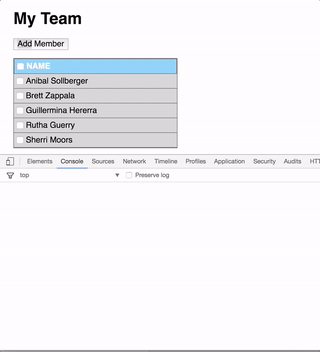 My Team
Add Member
NAME
Anibal Sollberger
Brett Zappala
Guillermina Hererra
Rutha Guerry
Sherri Moors
Elements Console Sources Network Timeline Profiles Application Security Audits HTT
top Preserve log